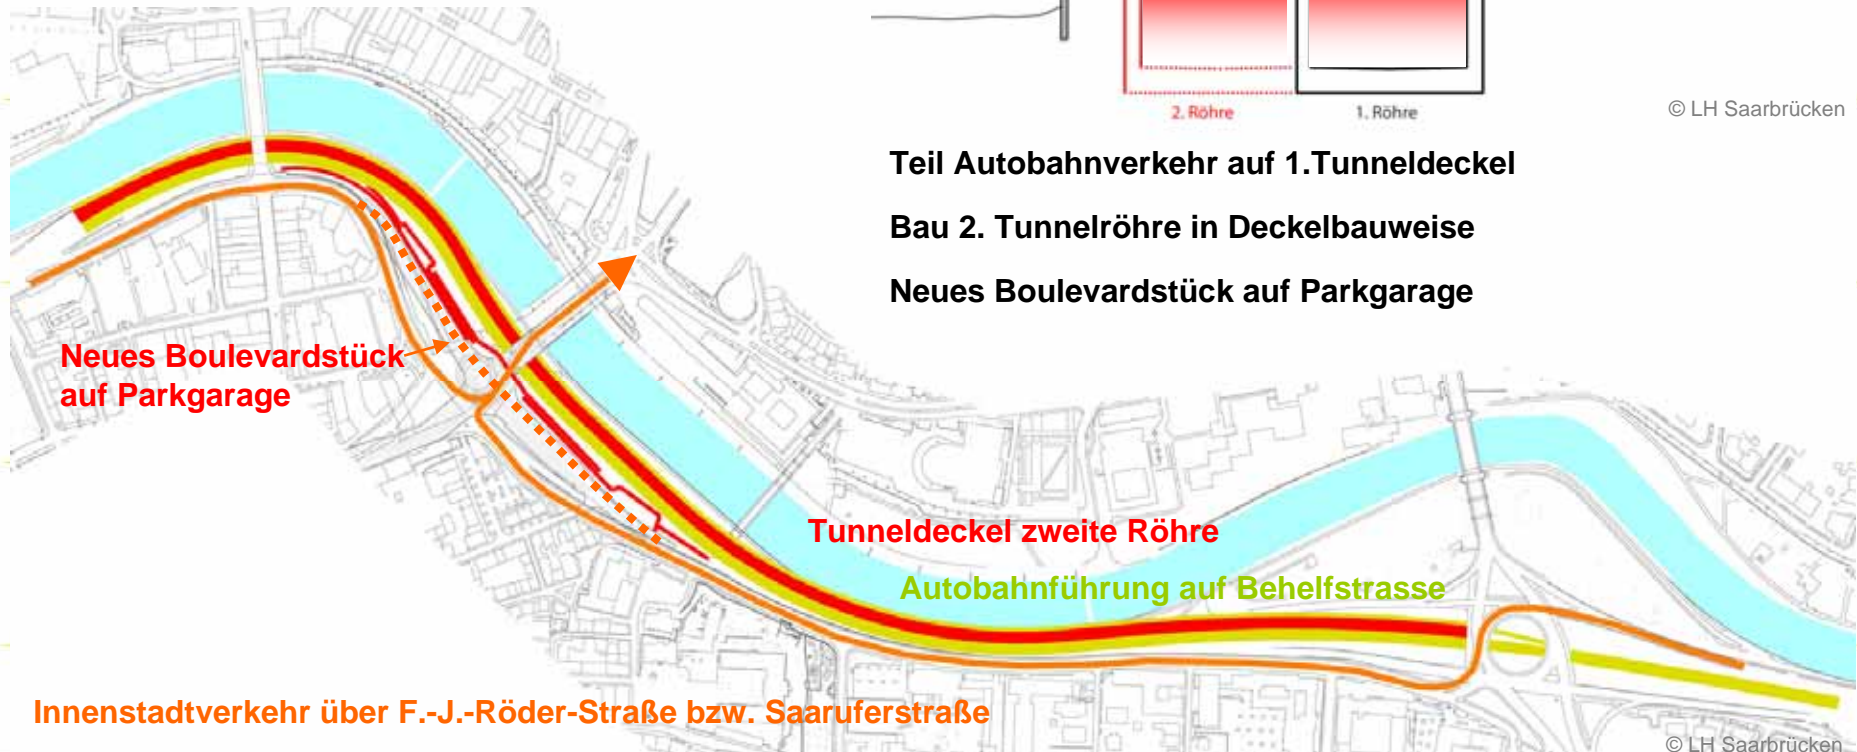 2. Röhre
1. Röhre
© LH Saarbrücken
Teil Autobahnverkehr auf 1.Tunneldeckel
Bau 2. Tunnelröhre in Deckelbauweise
Neues Boulevardstück auf Parkgarage
Neues Boulevardstück
auf Parkgarage
Tunneldeckel zweite Röhre
Autobahnführung auf Behelfstrasse
Innenstadtverkehr über F.-J.-Röder-Straße bzw. Saaruferstraße
© LH Saarbrücken